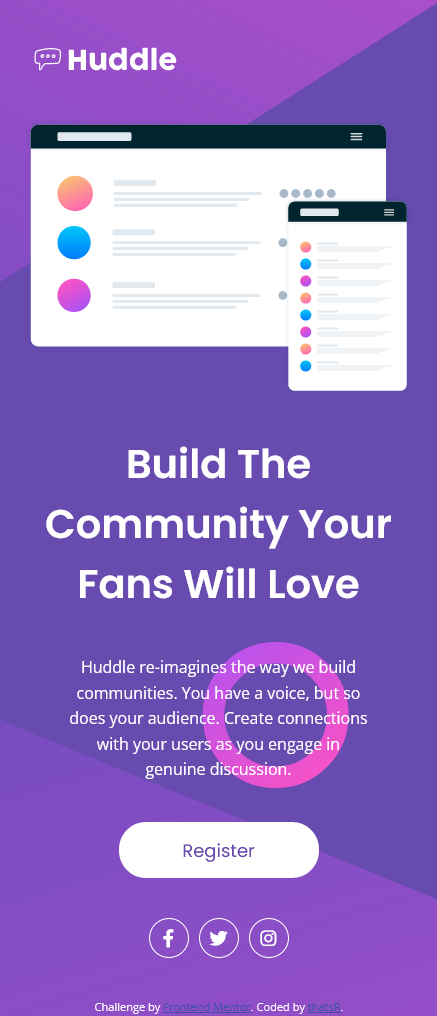 Huddle
Build The
Community Your
Fans Will Love
Huddle re-imagines the way we build
communities. You have a voice, but so
does your audience. Create connections
with your users as you engage in
genuine discussion.
Register
Challenge by Frontend Mentor. Coded by thatsR.